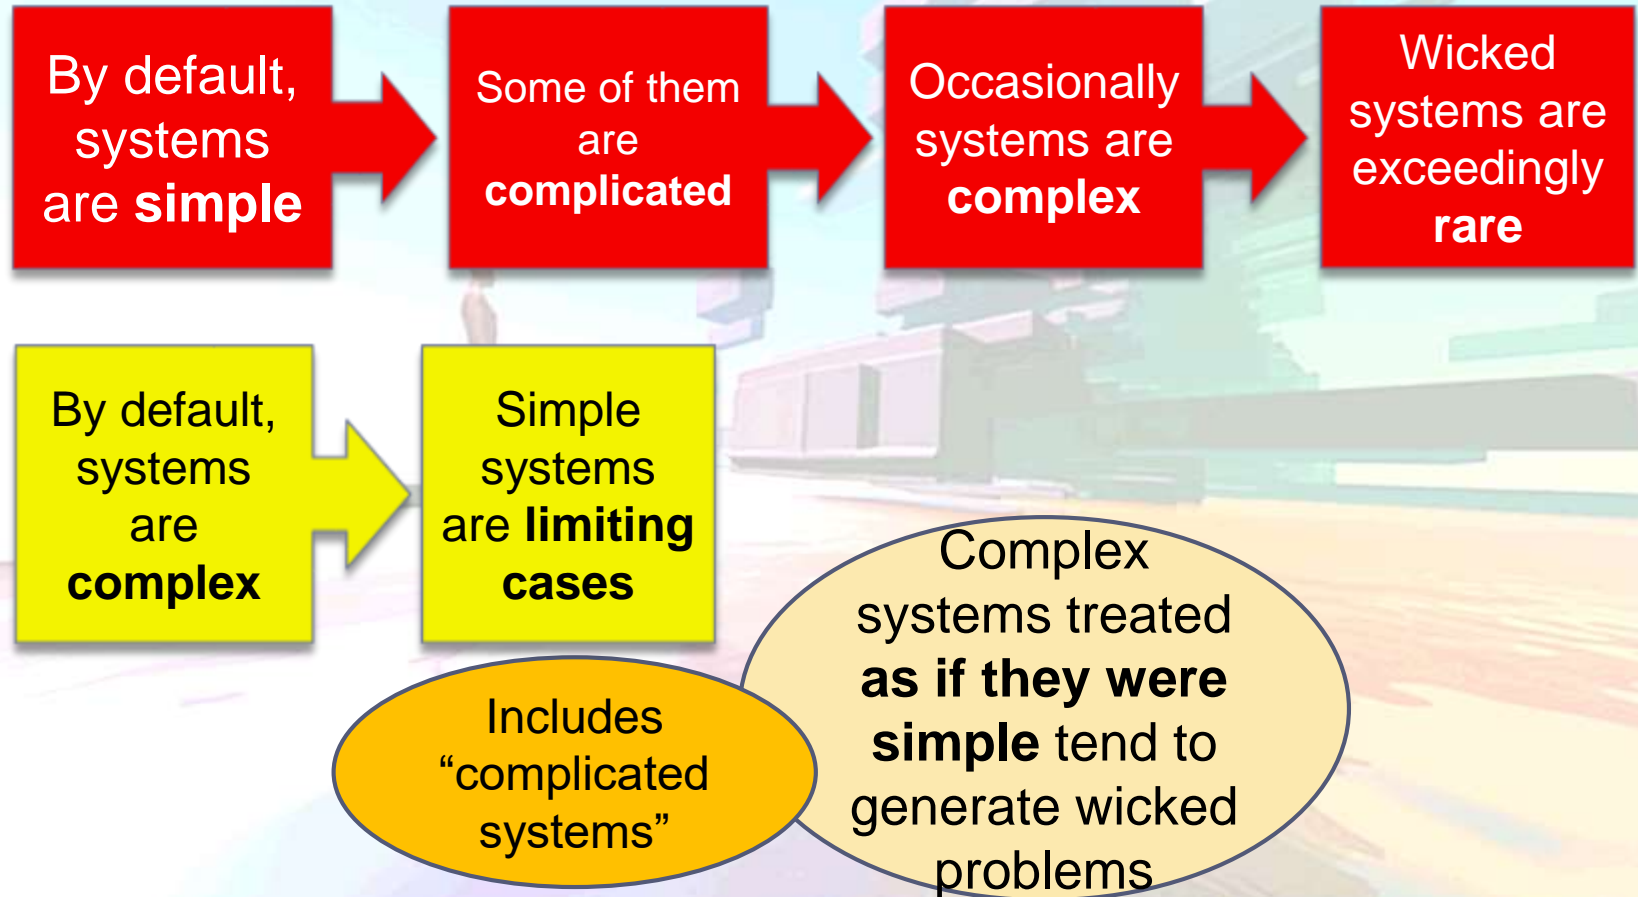 By default,
systems
are simple
Some of them
are
complicated
Occasionally
systems are
complex
Wicked
systems are
exceedingly
rare
By default,
systems
are
complex
Simple
systems
are limiting
cases
Includes
“complicated
systems”
Complex
systems treated
as if they were
simple tend to
generate wicked
problems